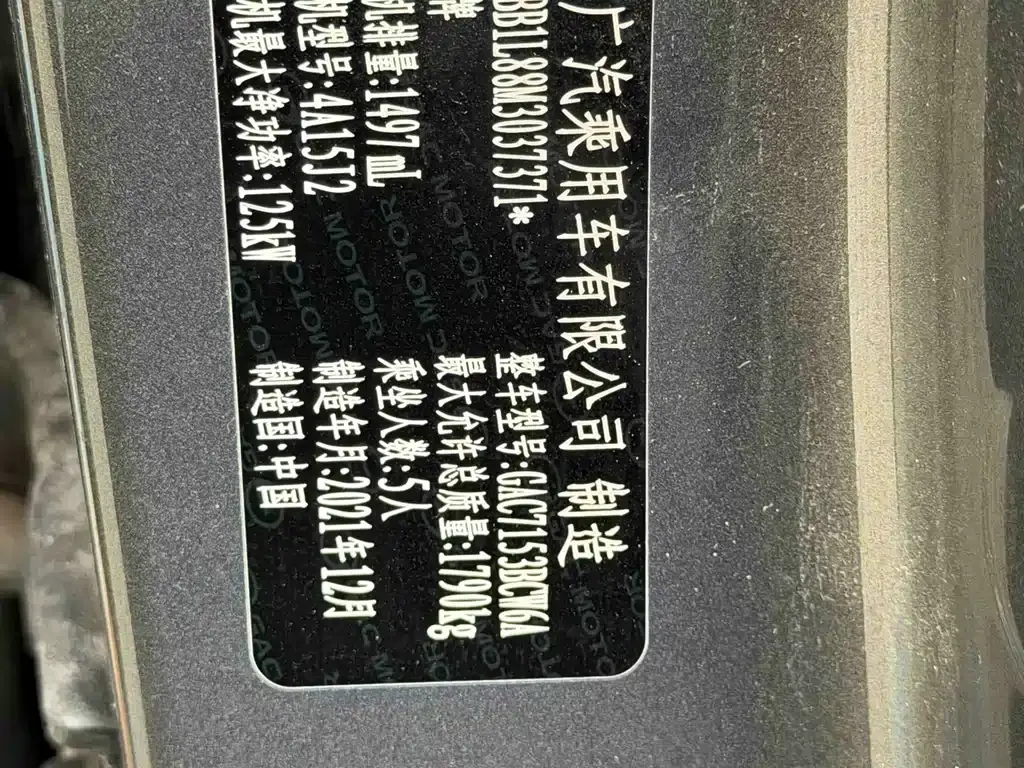 广汽乘用车有限公司 制造
牌 整车型号:GAC7153BCW6A
BB1L88M303737l* 最大允许总质量:1790kg
机排量:1497mL 乘坐人数:5人
机型号:4A15J2 制造年月:2021年12月
机最大净功率:125kW 制造国:中国